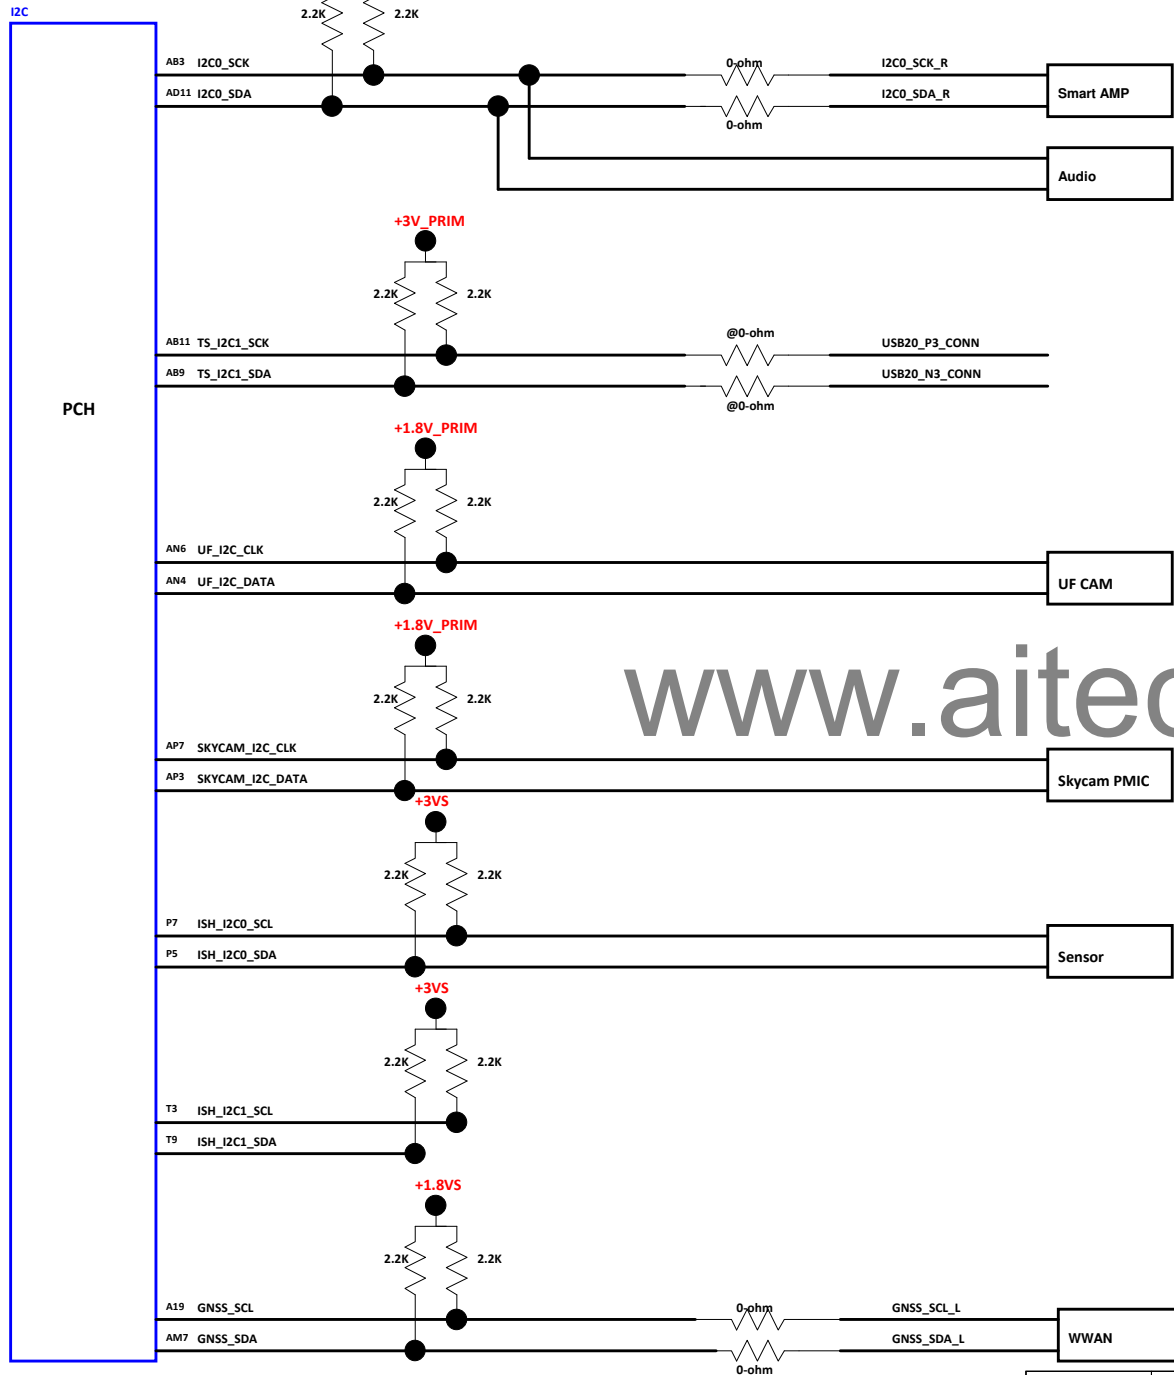 I2C
2.2K 2.2K
AB3 I2C0_SCK 0-ohm I2C0_SCK_R
AD11 I2C0_SDA I2C0_SDA_R Smart AMP
0-ohm
Audio
+3V_PRIM
2.2K 2.2K
@0-ohm
AB11 TS_I2C1_SCK USB20_P3_CONN
AB9 TS_I2C1_SDA USB20_N3_CONN
@0-ohm
PCH
+1.8V_PRIM
2.2K 2.2K
AN6 UF_I2C_CLK
AN4 UF_I2C_DATA UF CAM
+1.8V_PRIM
www.aitec
2.2K 2.2K
AP7 SKYCAM_I2C_CLK
AP3 SKYCAM_I2C_DATA Skycam PMIC
+3VS
2.2K 2.2K
P7 ISH_I2C0_SCL
P5 ISH_I2C0_SDA Sensor
+3VS
2.2K 2.2K
T3 ISH_I2C1_SCL
T9 ISH_I2C1_SDA
+1.8VS
2.2K 2.2K
A19 GNSS_SCL 0-ohm GNSS_SCL_L
AM7 GNSS_SDA GNSS_SDA_L WWAN
0-ohm